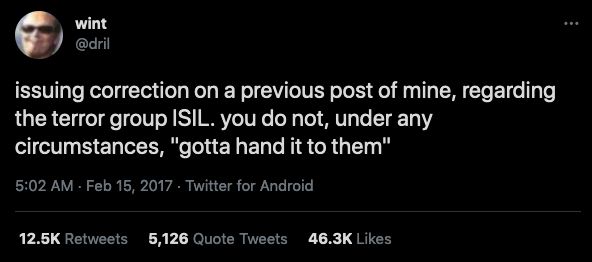 wint
@dril
issuing correction on a previous post of mine, regarding
the terror group ISIL. you do not, under any
circumstances, "gotta hand it to them"
5:02 AM · Feb 15, 2017 · Twitter for Android
12.5K Retweets 5,126 Quote Tweets 46.3K Likes